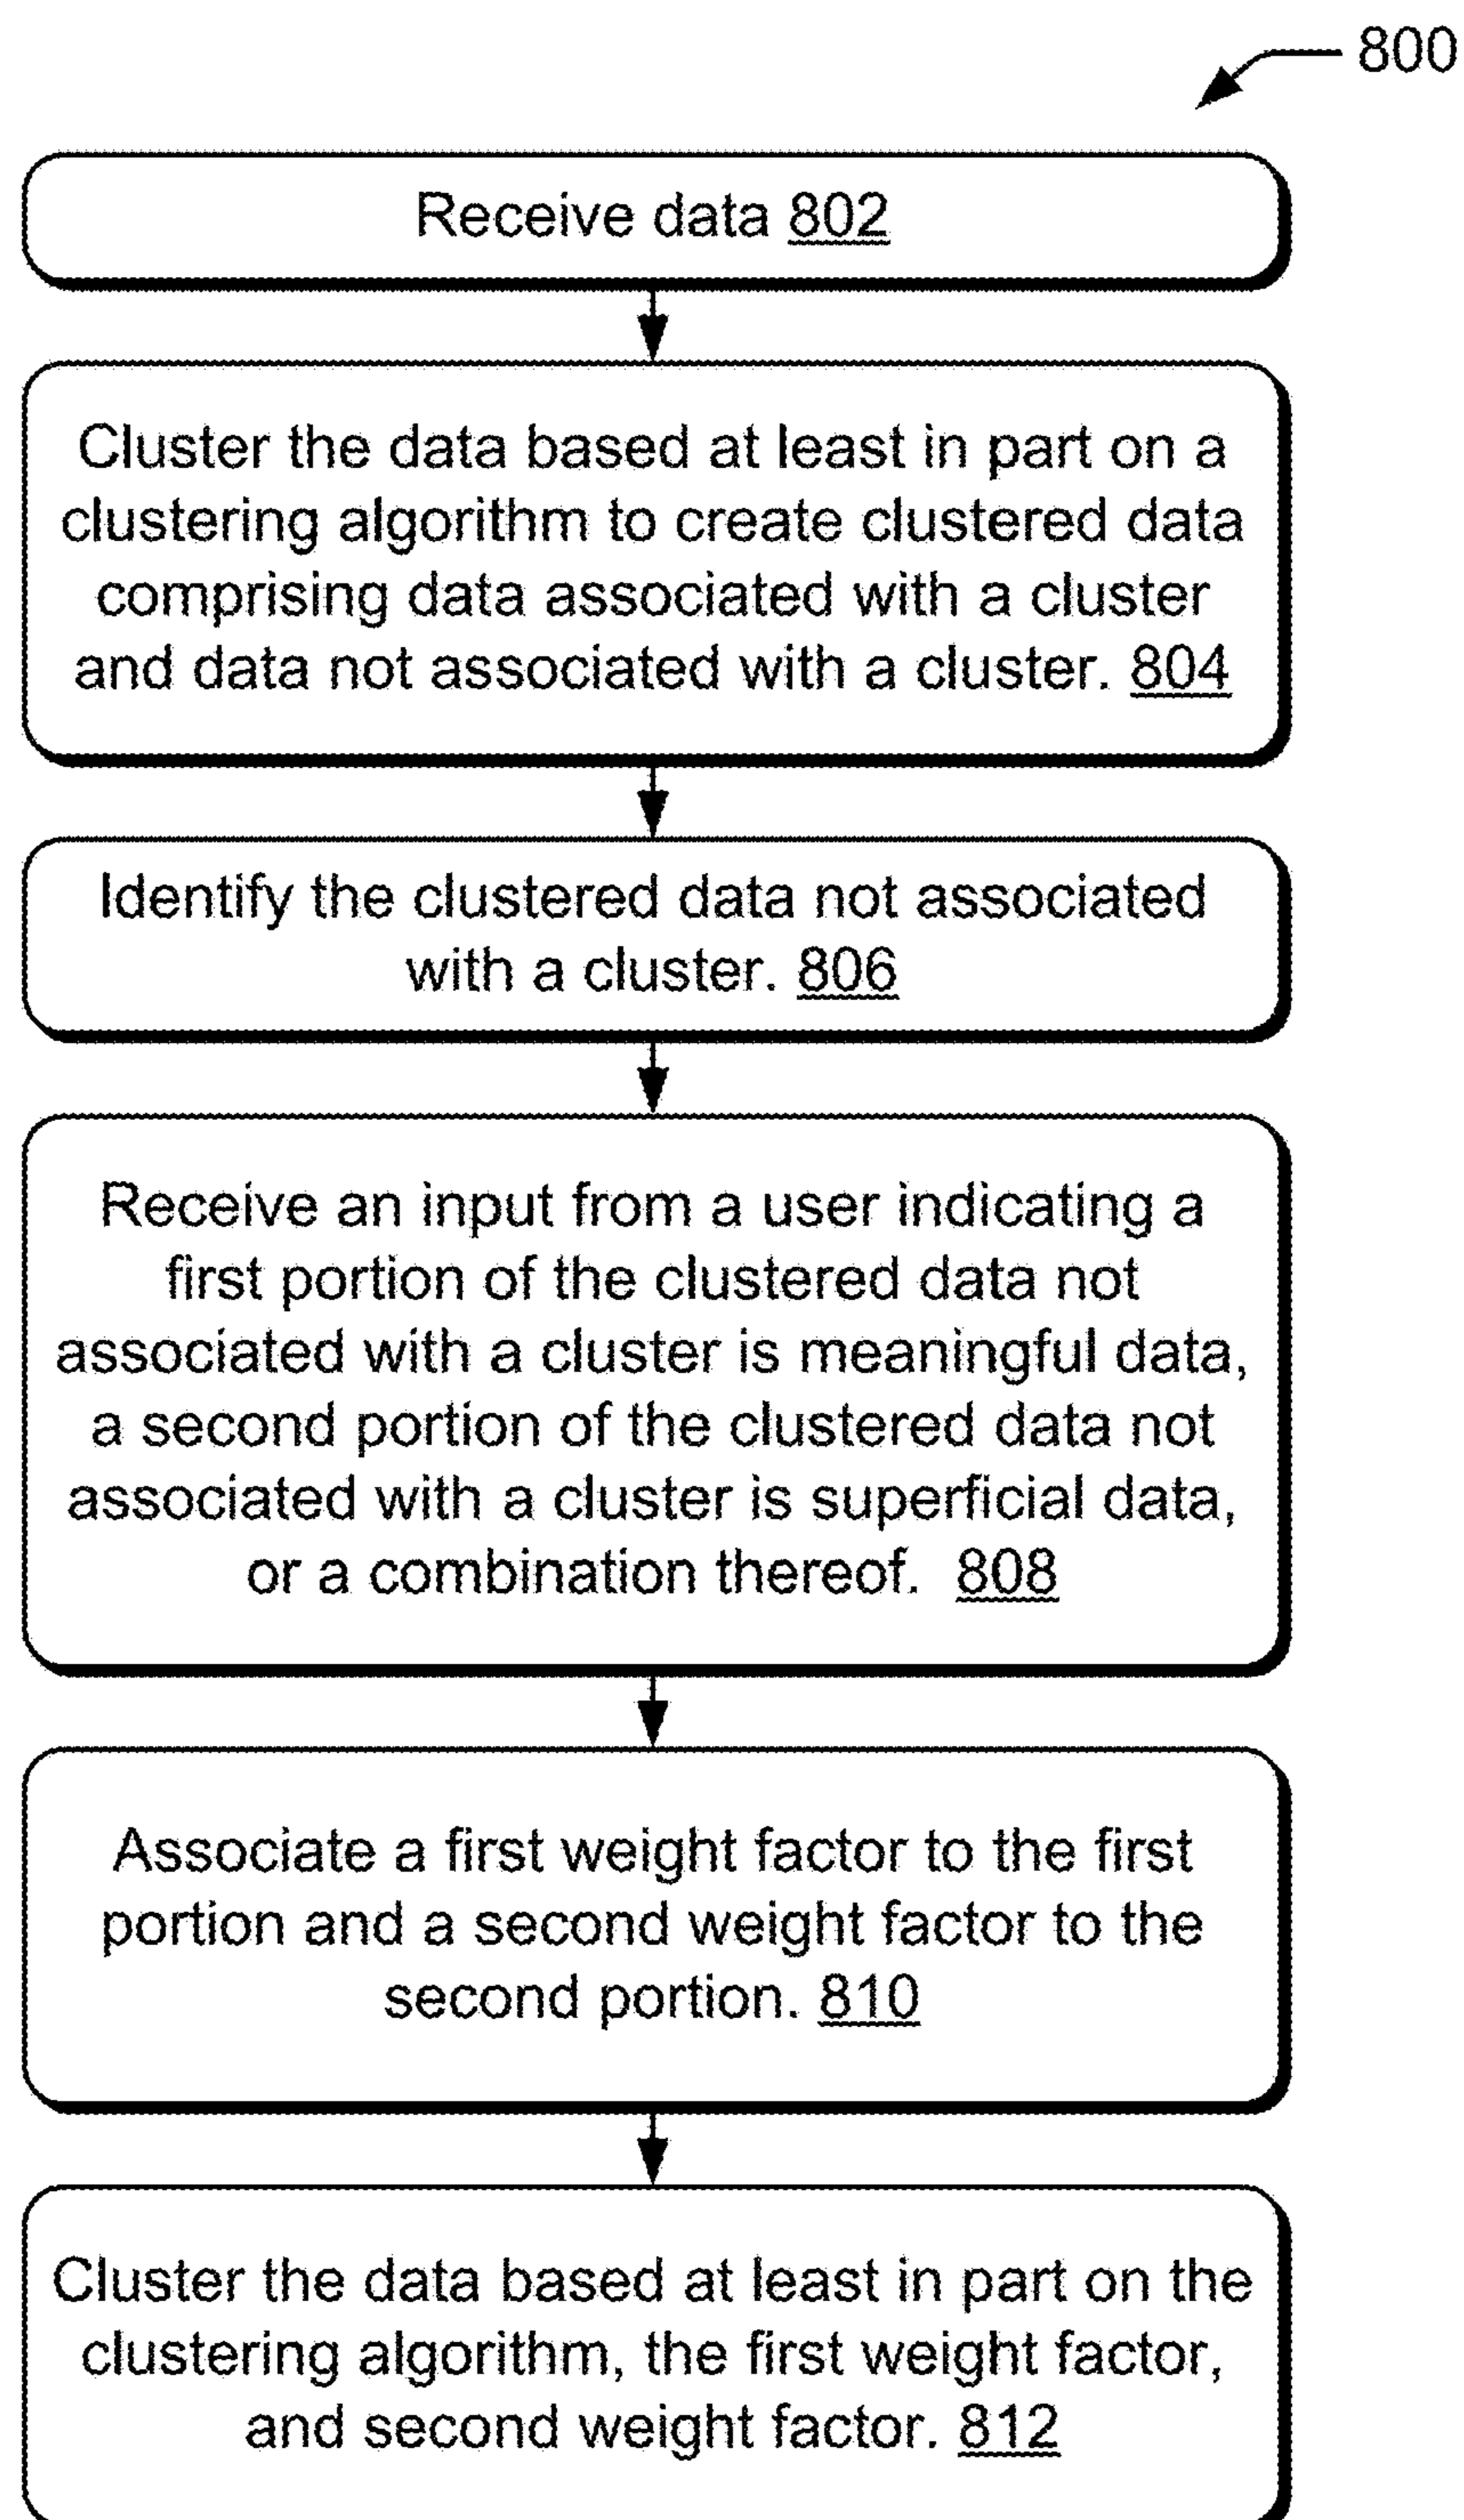 800
Receive data 802
Cluster the data based at least in part on a
clustering algorithm to create clustered data
comprising data associated with a cluster
and data not associated with a cluster. 804
Identify the clustered data not associated
with a cluster. 806
Receive an input from a user indicating a
first portion of the clustered data not
associated with a cluster is meaningful data,
a second portion of the clustered data not
associated with a cluster is superficial data,
or a combination thereof. 808
Associate a first weight factor to the first
portion and a second weight factor to the
second portion. 810
Cluster the data based at least in part on the
clustering algorithm, the first weight factor,
and second weight factor. 812